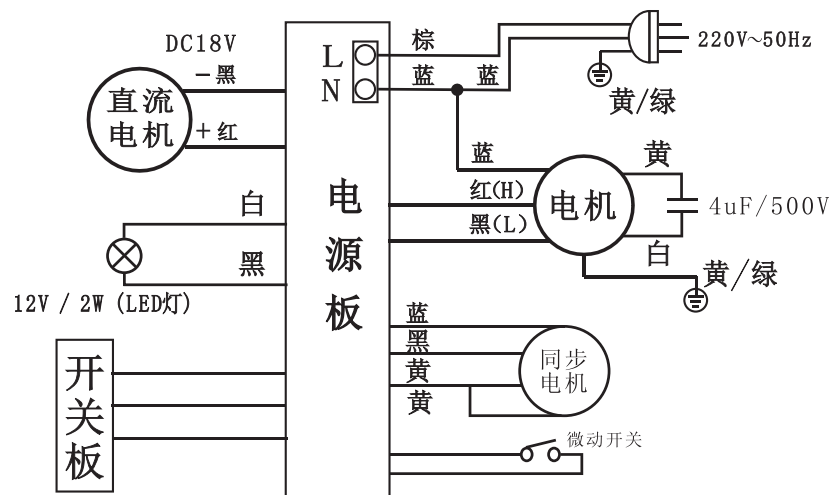 DC18V
L
棕
220V～50Hz
－黑
N
蓝
蓝
直流
电机
黄/绿
＋红
蓝
黄
电源板
红(H)
电机
4uF/500V
白
黑(L)
白
黑
黄/绿
12V / 2W (LED灯)
蓝
黑
同步
电机
黄
黄
开关板
微动开关